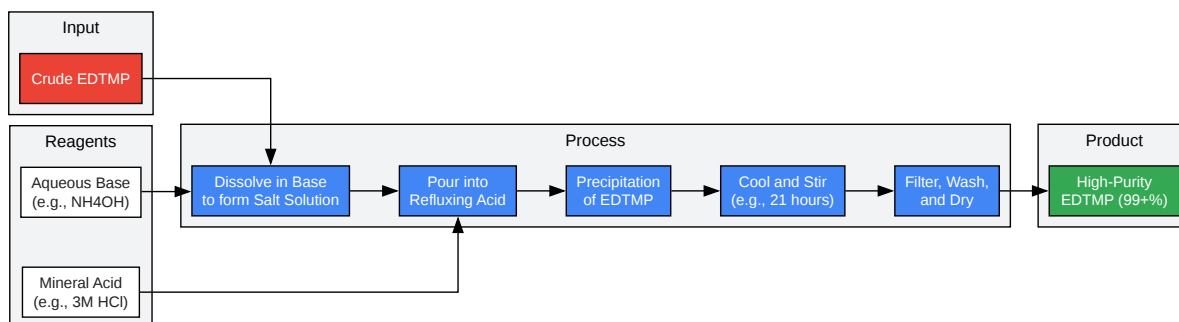 Input
Crude EDTMP
Reagents
Aqueous Base
(e.g., NH4OH)
Mineral Acid
(e.g., 3M HCl)
Process
Dissolve in Base
to form Salt Solution
Pour into
Refluxing Acid
Precipitation
of EDTMP
Cool and Stir
(e.g., 21 hours)
Filter, Wash,
and Dry
Product
High-Purity
EDTMP (99+%)